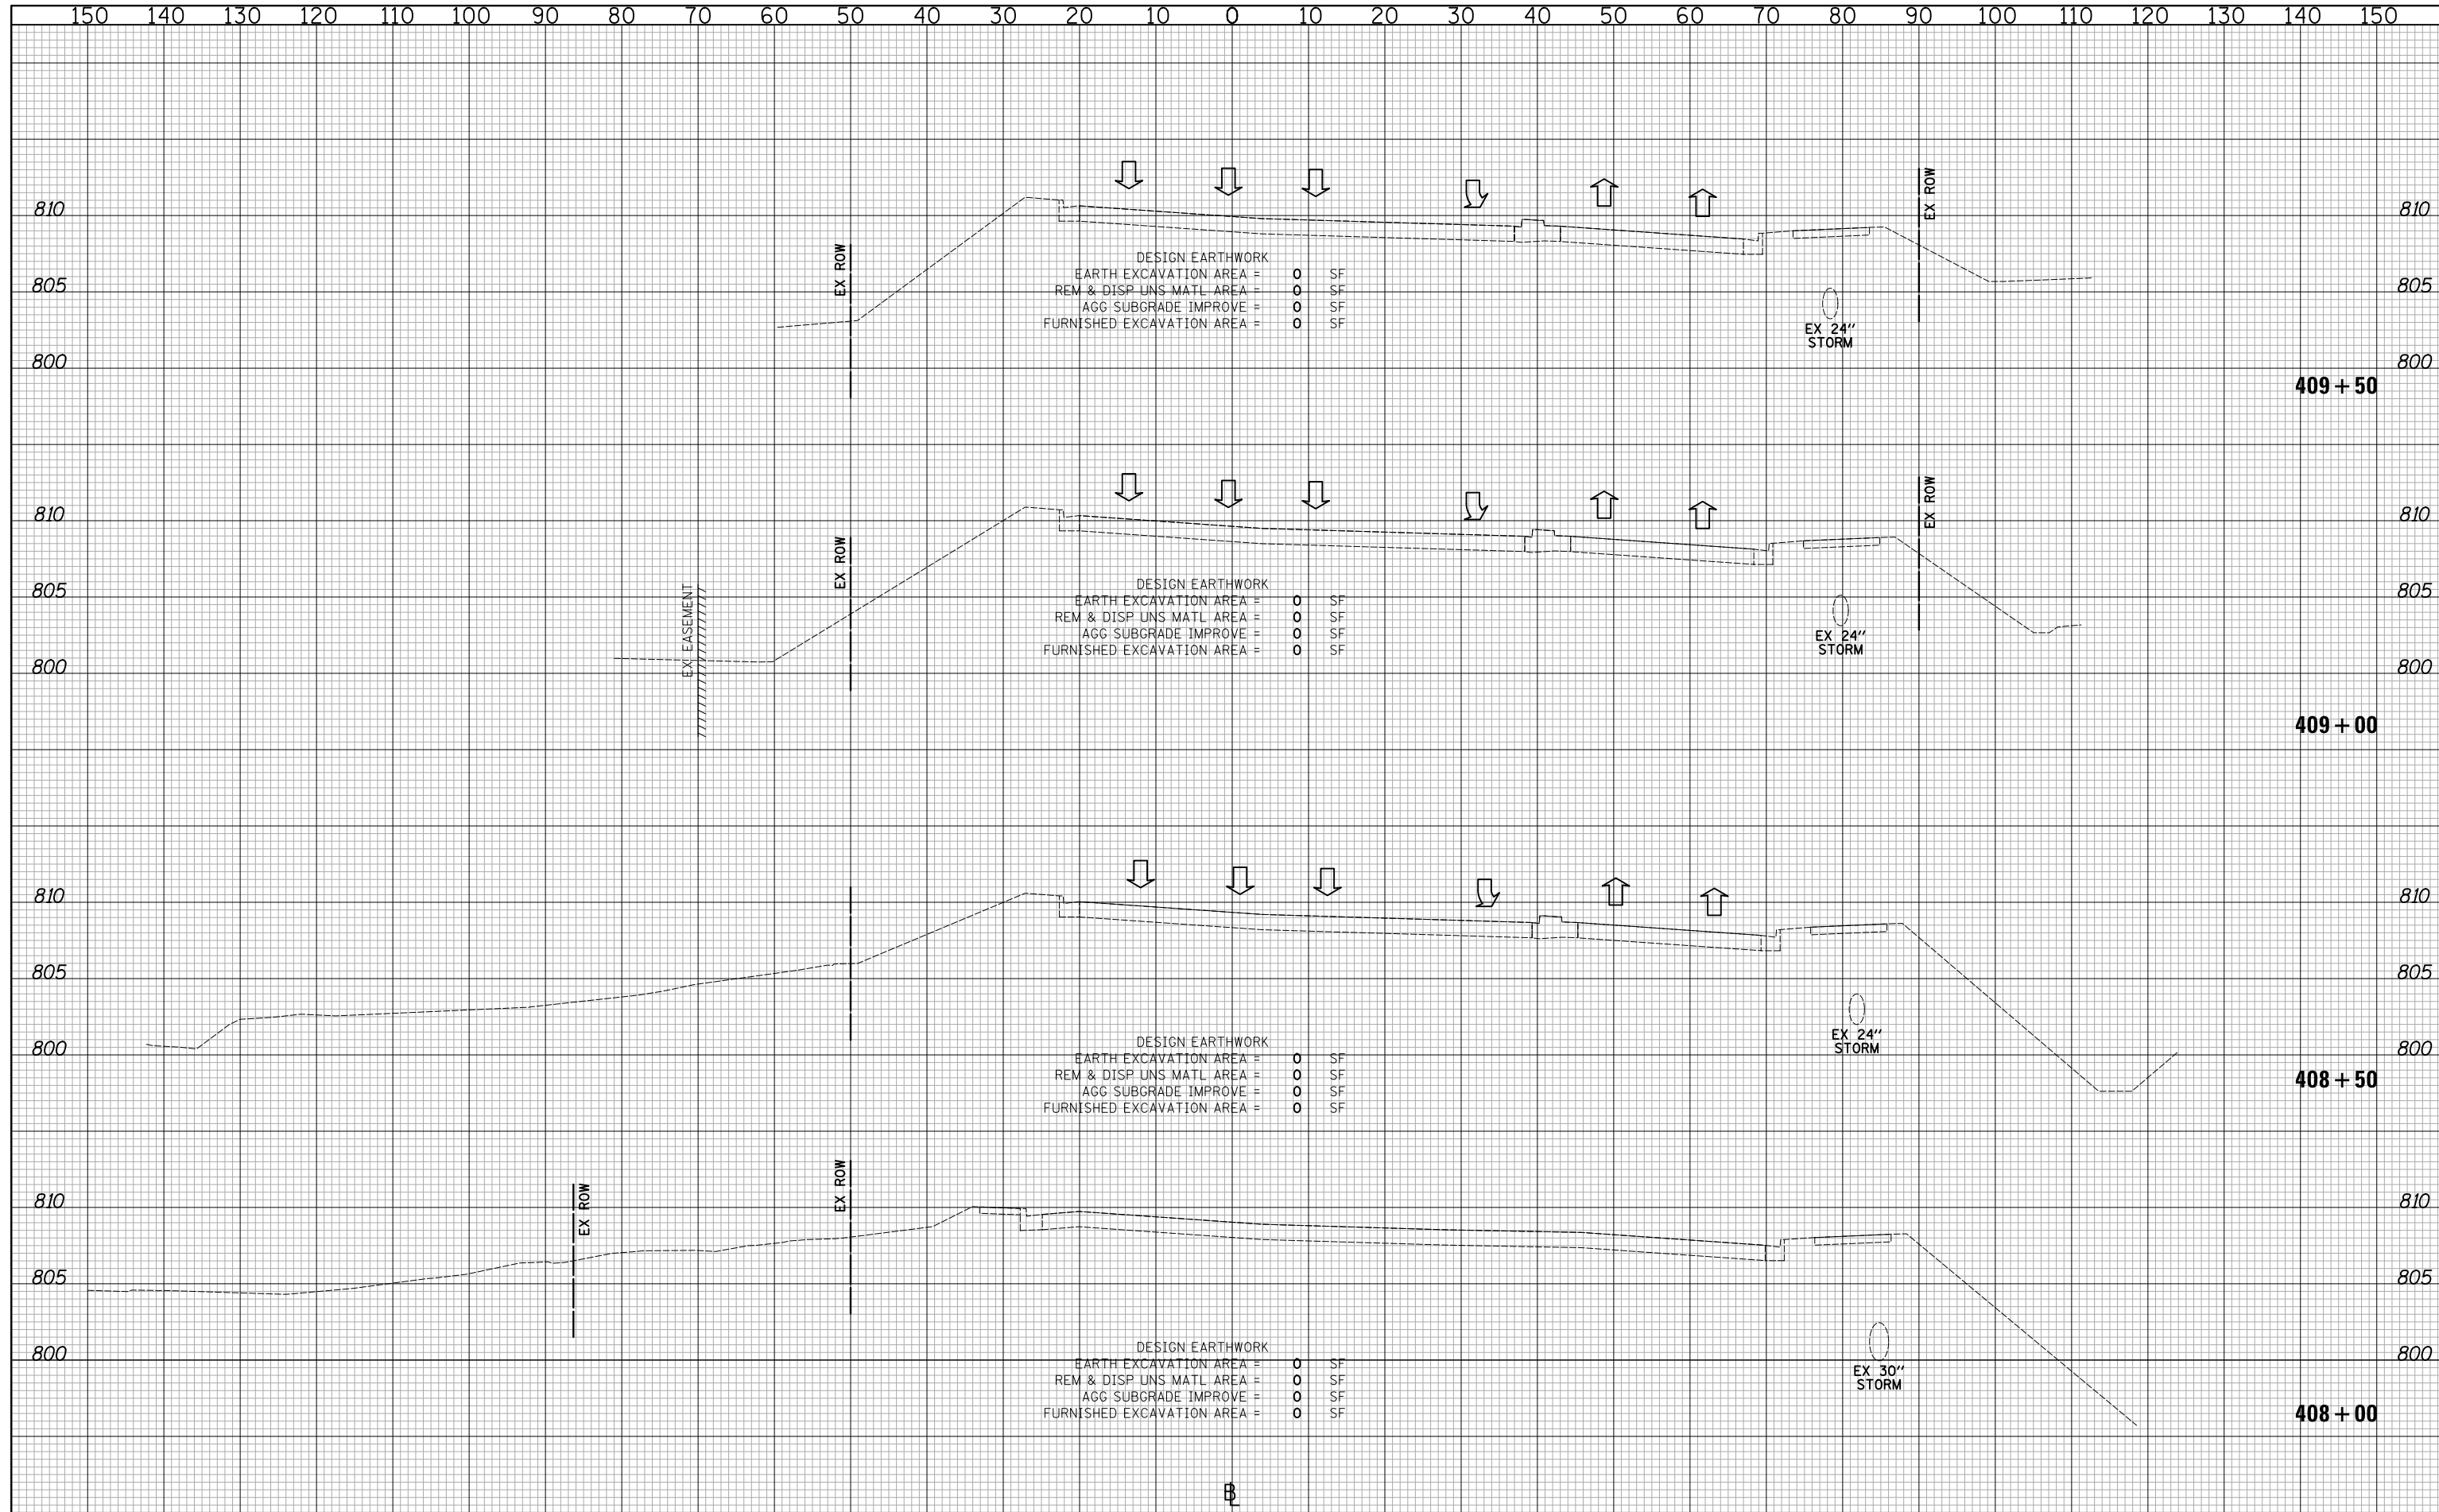 150 140 130 120 110 100 90 80 70 60 50 40 30 20 10 0 10 20 30 40 50 60 70 80 90 100 110 120 130 140 150
EX ROW
810 810
EX ROW
DESIGN EARTHWORK
EARTH EXCAVATION AREA = 0 SF
805 805
REM & DISP UNS MATL AREA = 0 SF
AGG SUBGRADE IMPROVE = 0 SF
FURNISHED EXCAVATION AREA = 0 SF
EX 24"
STORM
800 800
409 + 50
EX ROW
810 810
EX ROW
DESIGN EARTHWORK
805 805
EARTH EXCAVATION AREA = 0 SF
REM & DISP UNS MATL AREA = 0 SF
EX EASEMENT
AGG SUBGRADE IMPROVE = 0 SF
EX 24"
STORM
FURNISHED EXCAVATION AREA = 0 SF
800 800
409 + 00
810 810
805 805
EX 24"
STORM
DESIGN EARTHWORK
800 800
EARTH EXCAVATION AREA = 0 SF
REM & DISP UNS MATL AREA = 0 SF
408 + 50
AGG SUBGRADE IMPROVE = 0 SF
FURNISHED EXCAVATION AREA = 0 SF
EX ROW
EX ROW
810 810
805 805
DESIGN EARTHWORK
800 800
EARTH EXCAVATION AREA = 0 SF
EX 30"
STORM
REM & DISP UNS MATL AREA = 0 SF
AGG SUBGRADE IMPROVE = 0 SF
FURNISHED EXCAVATION AREA = 0 SF
408 + 00
BL